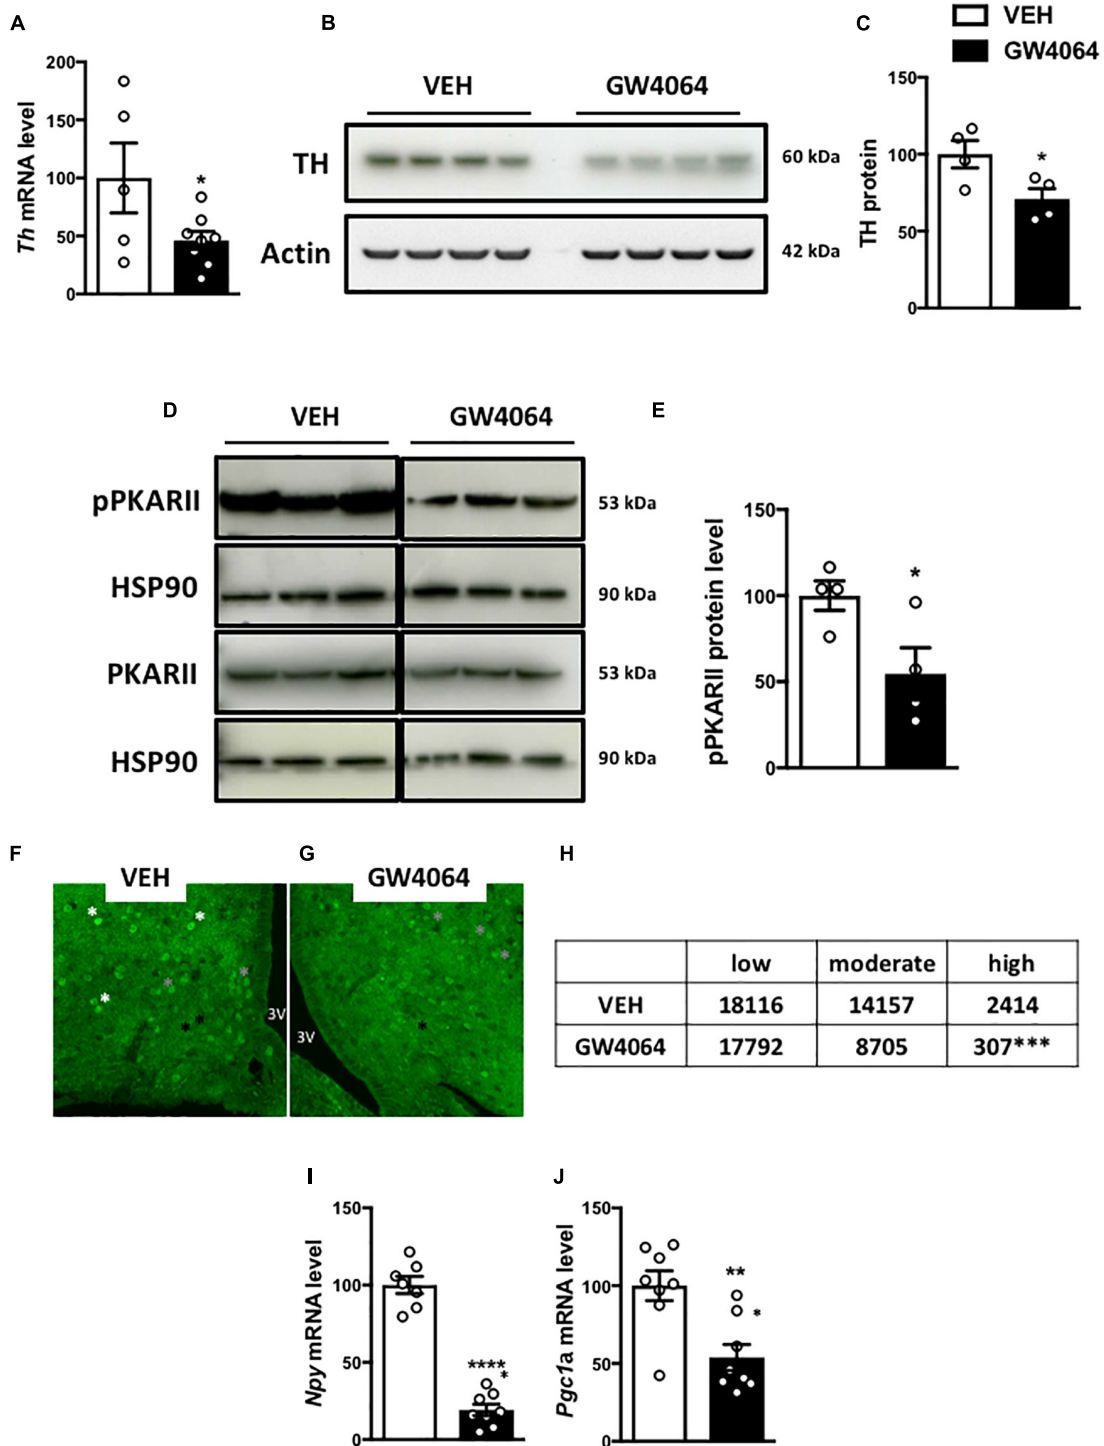 A
B
C
VEH
GW4064
Th mRNA level
200
150
100
50
0
*
VEH
GW4064
TH
60 kDa
Actin
42 kDa
TH protein
150
100
50
0
*
D
VEH
GW4064
pPKARII
53 kDa
HSP90
90 kDa
PKARII
53 kDa
HSP90
90 kDa
E
pPKARII protein level
150
100
50
0
*
F
VEH
* * * * * * *
3V
G
GW4064
* * * *
3V
H
low moderate high
VEH 18116 14157 2414
GW4064 17792 8705 307***
I
Npy mRNA level
150
100
50
0
****
*
J
Pgc1a mRNA level
150
100
50
0
**
*